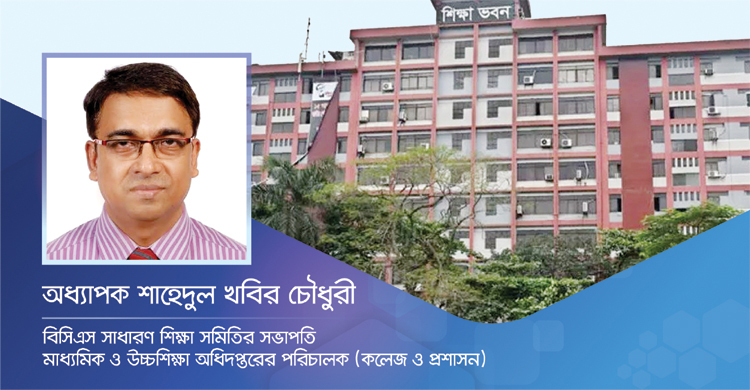 শিক্ষা ভবন
অধ্যাপক শাহেদুল খবির চৌধুরী
বিসিএস সাধারণ শিক্ষা সমিতির সভাপতি
মাধ্যমিক ও উচ্চশিক্ষা অধিদপ্তরের পরিচালক (কলেজ ও প্রশাসন)